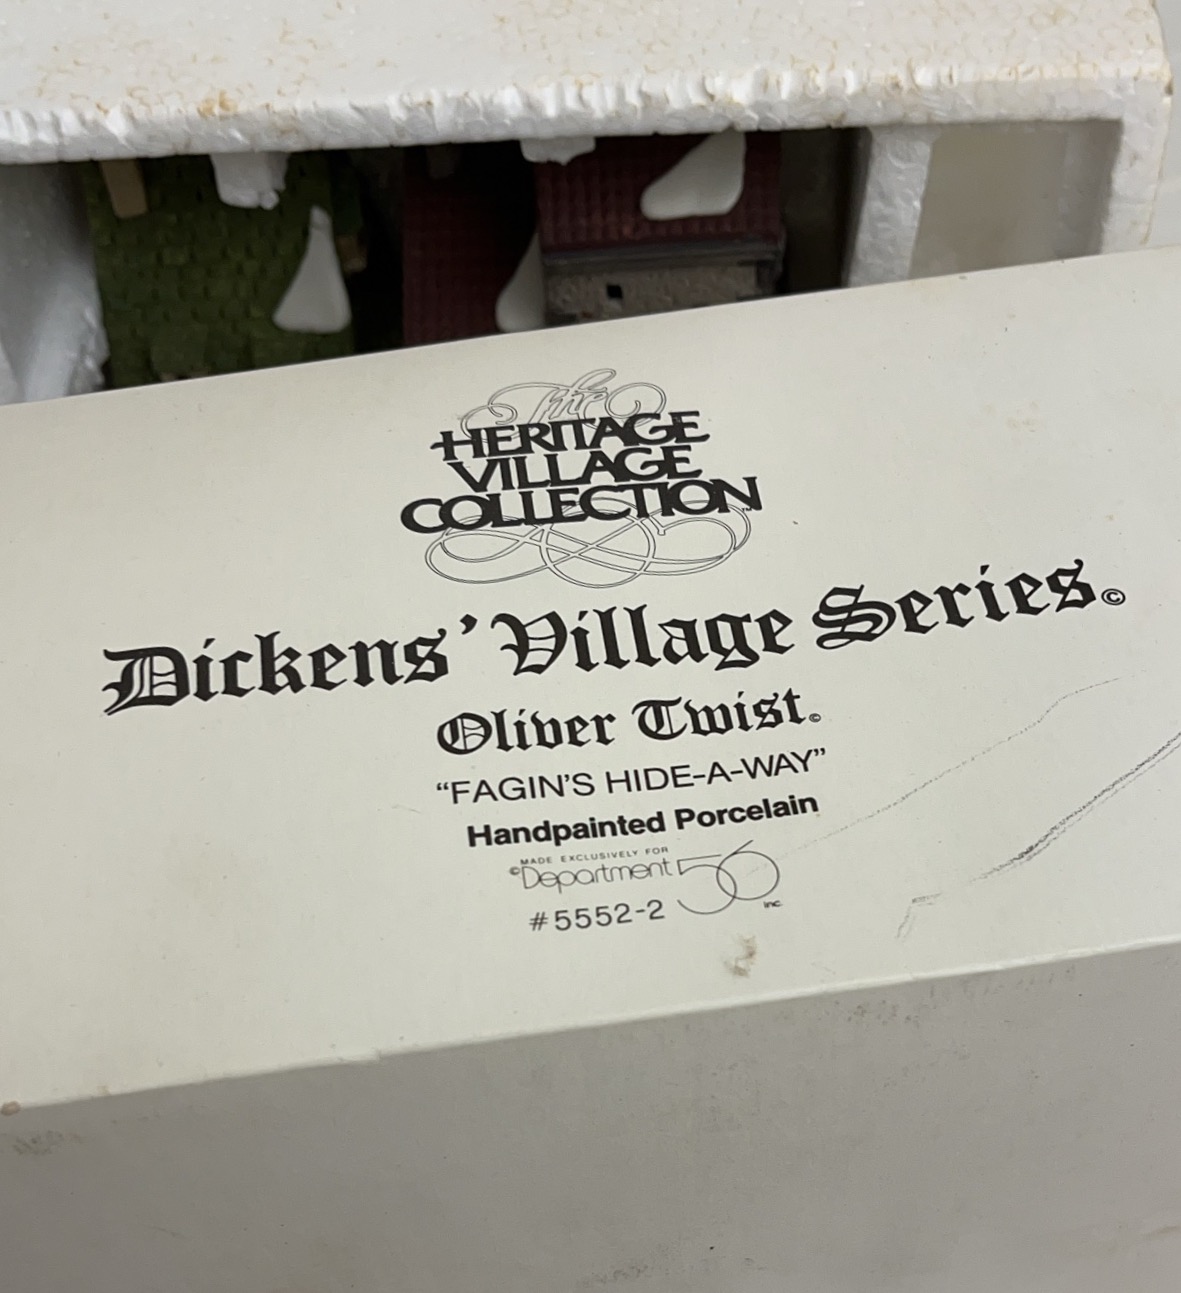 The
HERITAGE
VILLAGE
COLLECTION™
Dickens' Village Series©
Oliver Twist©
“FAGIN'S HIDE-A-WAY”
Handpainted Porcelain
MADE EXCLUSIVELY FOR
©Department 56 inc.
#5552-2